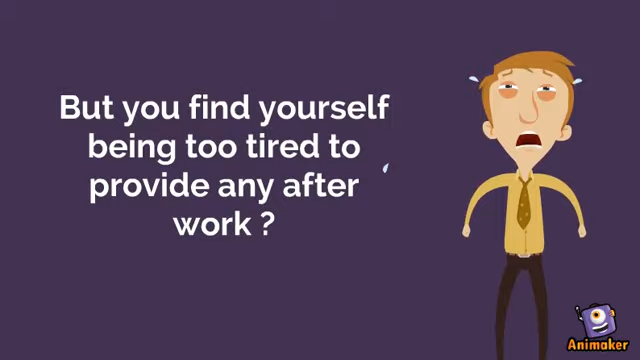 But you find yourself
being too tired to
provide any after
work ?
Animaker